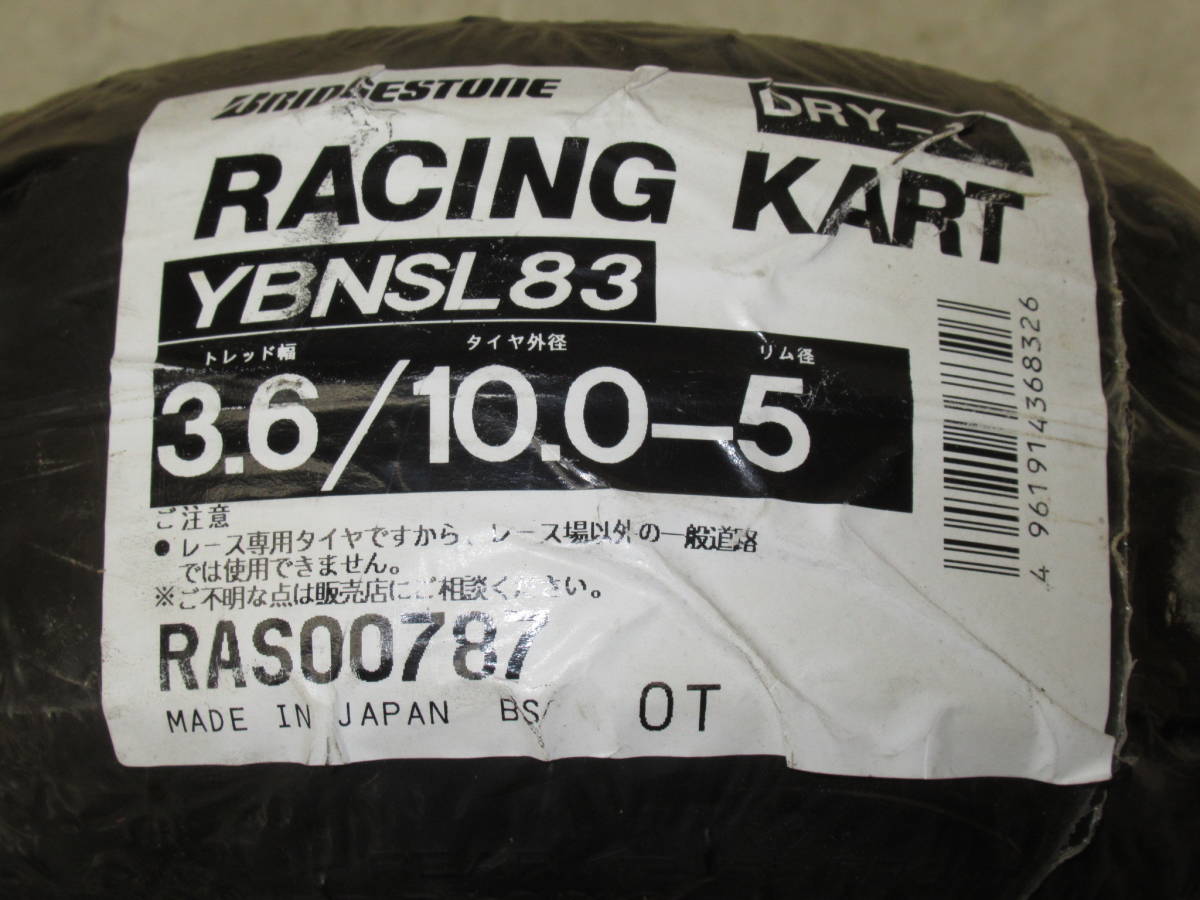 BRIDGESTONE
DRY-
RACING KART
YBNSL83
トレッド幅 タイヤ外径 リム径
3.6/10.0-5
ご注意
●レース専用タイヤですから、レース場以外の一般道路
では使用できません。
※ご不明な点は販売店にご相談ください。
RAS00787
MADE IN JAPAN BS OT
4961914368326